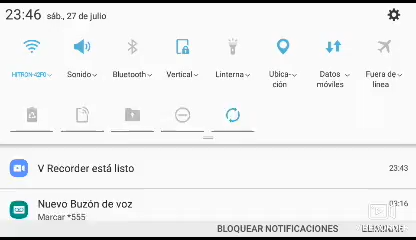 23:46 sáb., 27 de julio
HITRON-42F0 Sonido Bluetooth Vertical Linterna Ubica-ción Datos móviles Fuera de línea
V Recorder está listo 23:43
Nuevo Buzón de voz 03:16
Marcar *555
BLOQUEAR NOTIFICACIONES ELIMINAR